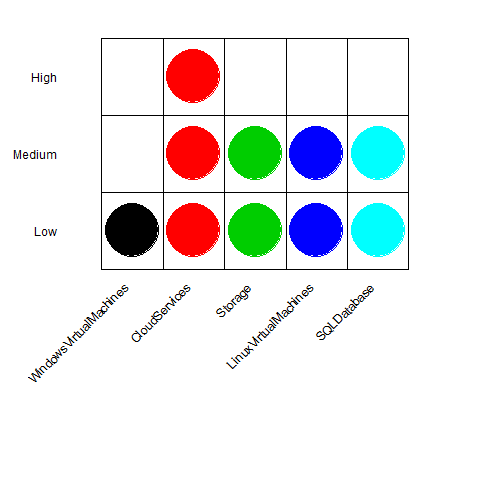 High
Medium
Low
WindowsVirtualMachines
CloudServices
Storage
LinuxVirtualMachines
SQLDatabase